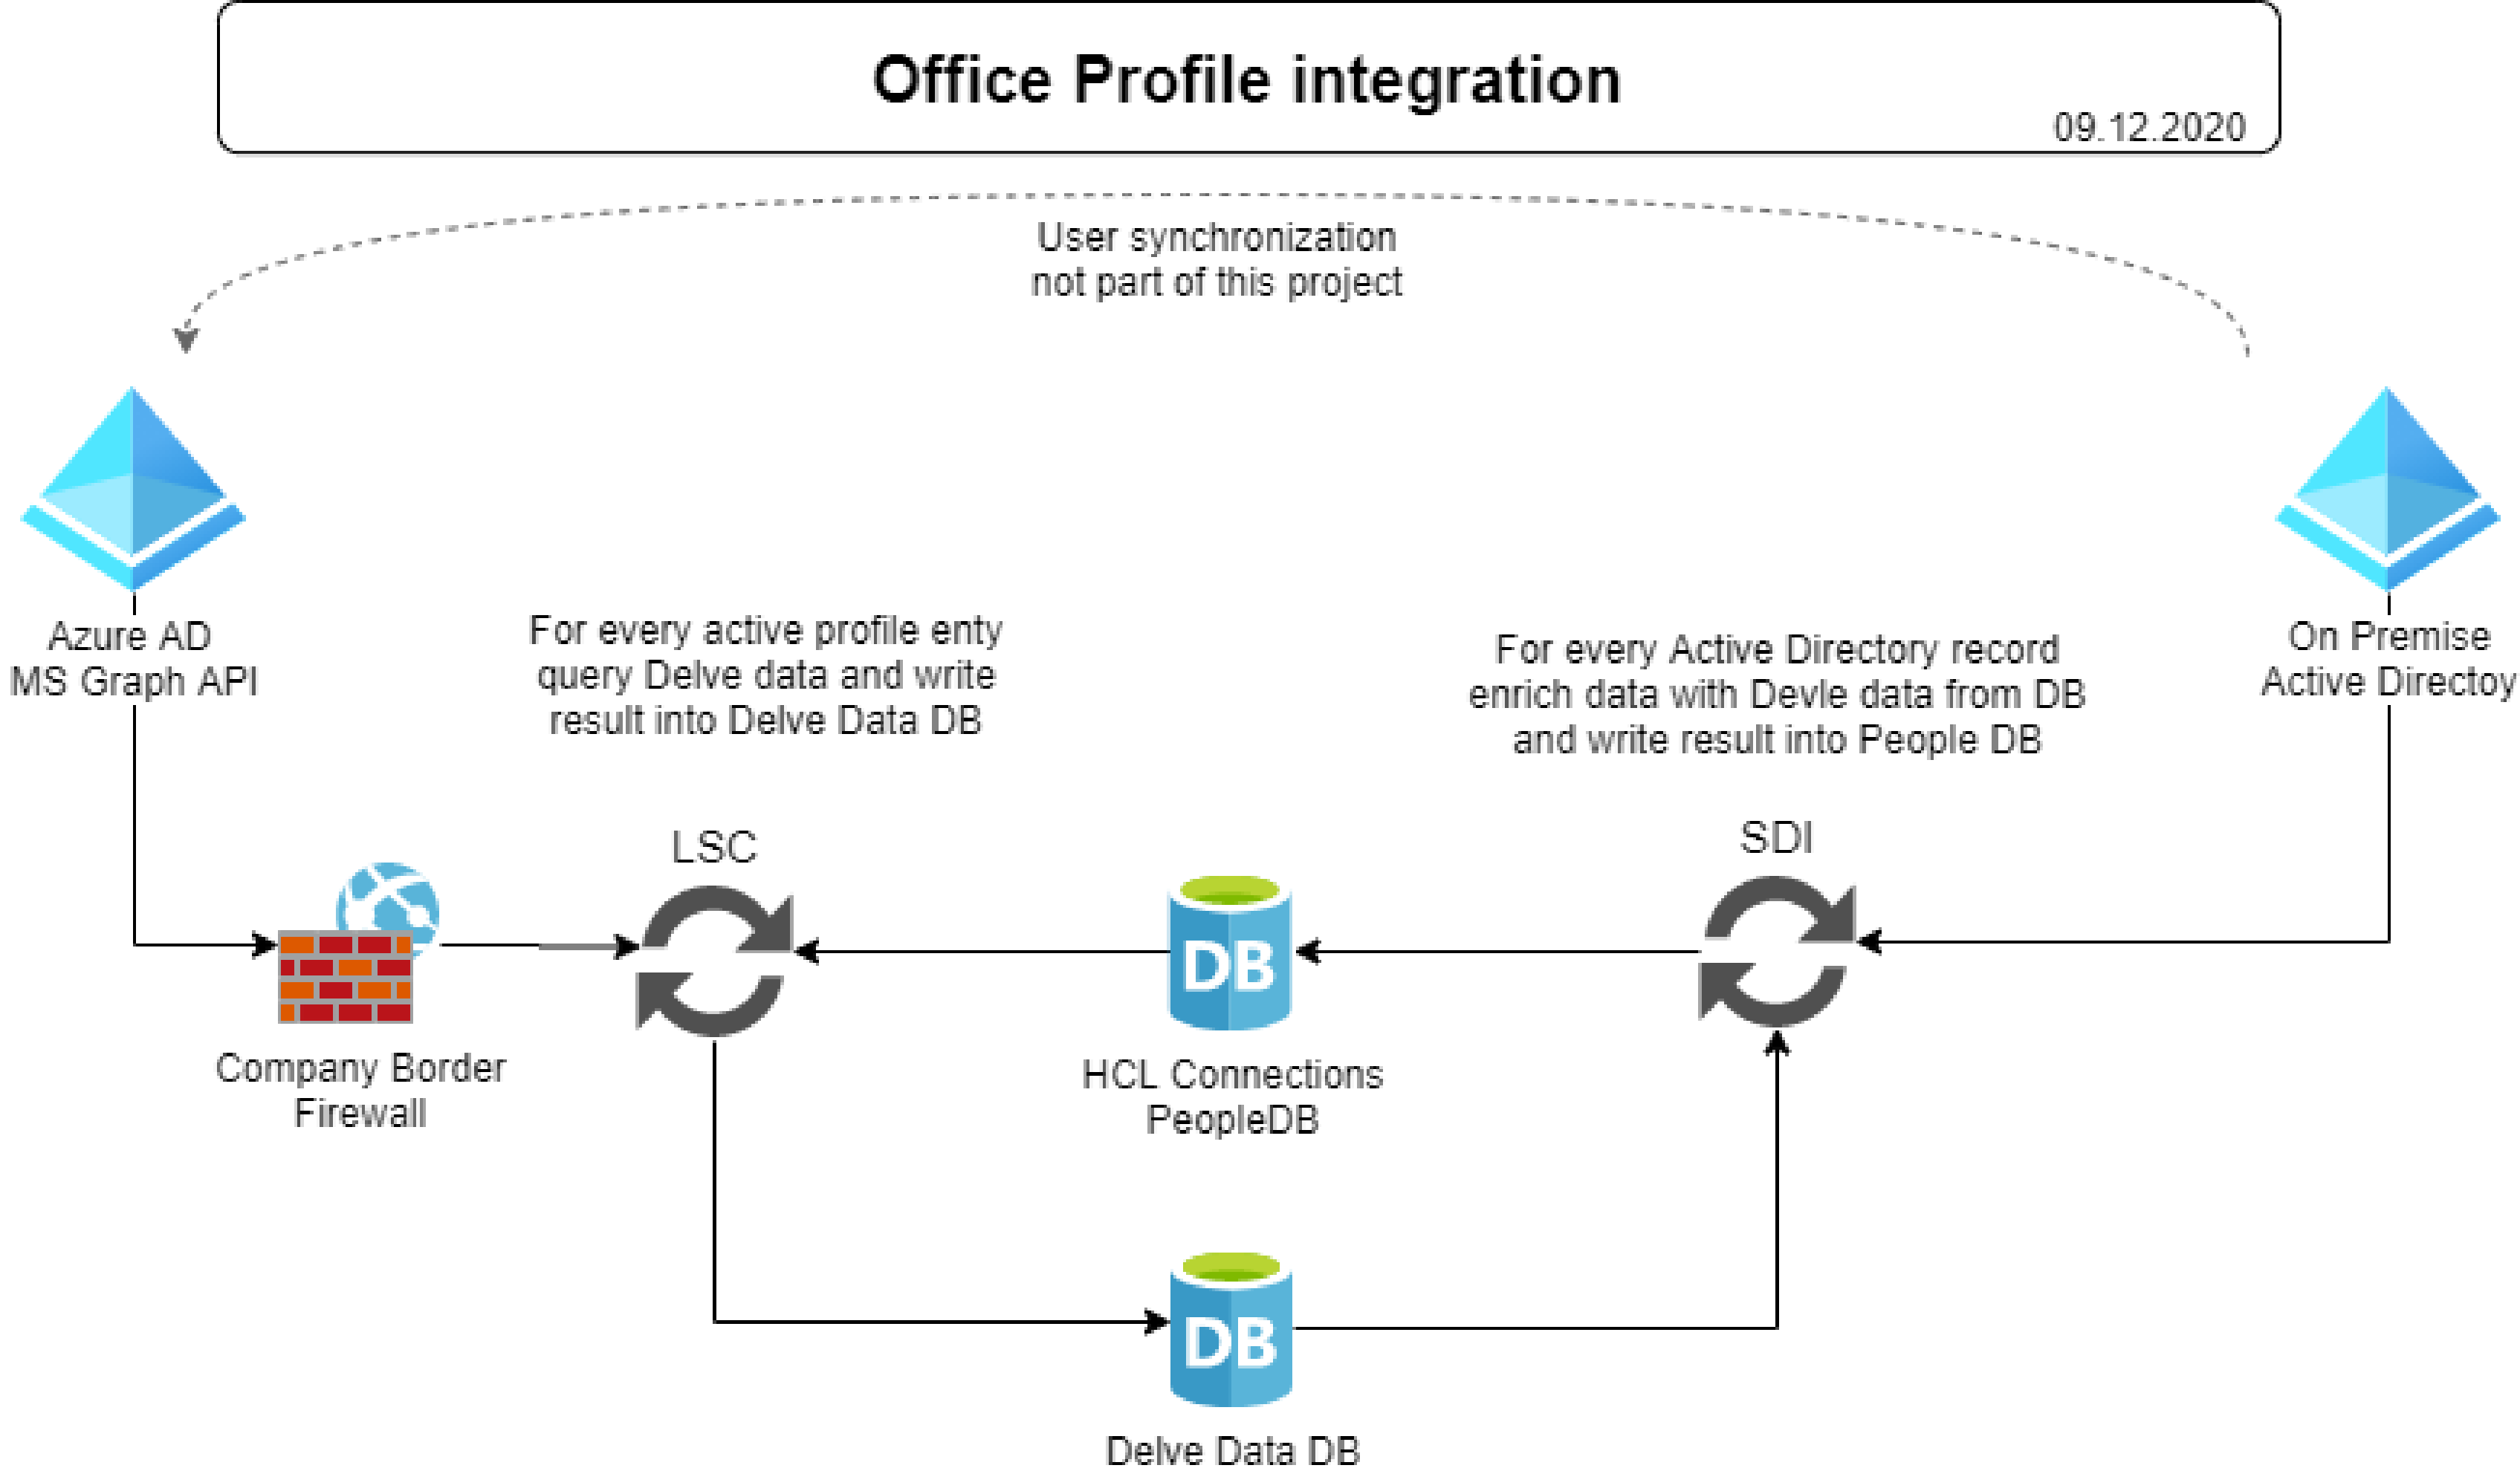 Office Profile integration
09.12.2020
User synchronization
not part of this project
Azure AD
MS Graph API
For every active profile enty
query Delve data and write
result into Delve Data DB
For every Active Directory record
enrich data with Devle data from DB
and write result into People DB
On Premise
Active Directoy
LSC
SDI
DB
Company Border
Firewall
HCL Connections
PeopleDB
DB
Delve Data DB